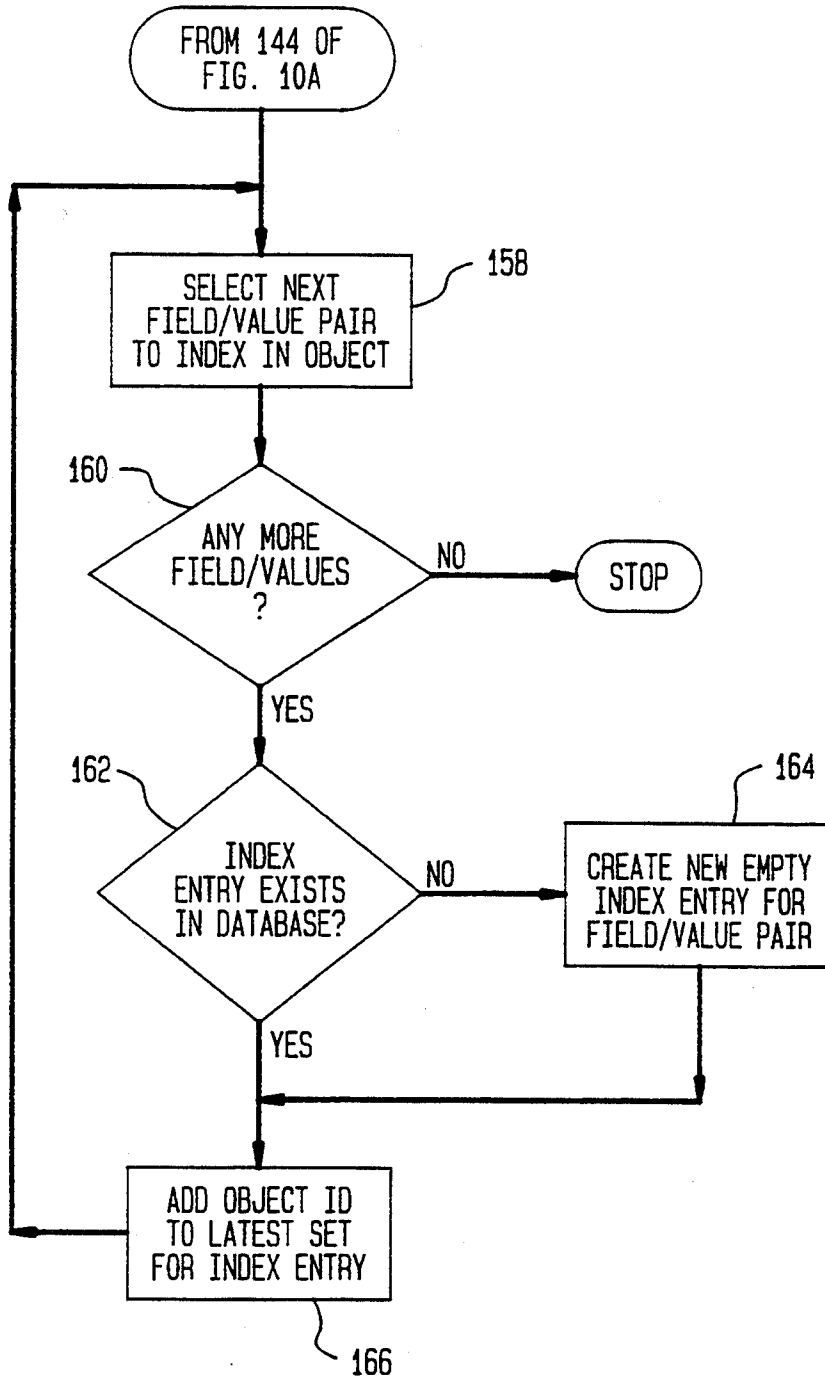 FROM 144 OF
FIG. 10A
SELECT NEXT
FIELD/VALUE PAIR
TO INDEX IN OBJECT
158
160
ANY MORE
FIELD/VALUES
?
NO
STOP
YES
162
INDEX
ENTRY EXISTS
IN DATABASE?
NO
164
CREATE NEW EMPTY
INDEX ENTRY FOR
FIELD/VALUE PAIR
YES
ADD OBJECT ID
TO LATEST SET
FOR INDEX ENTRY
166